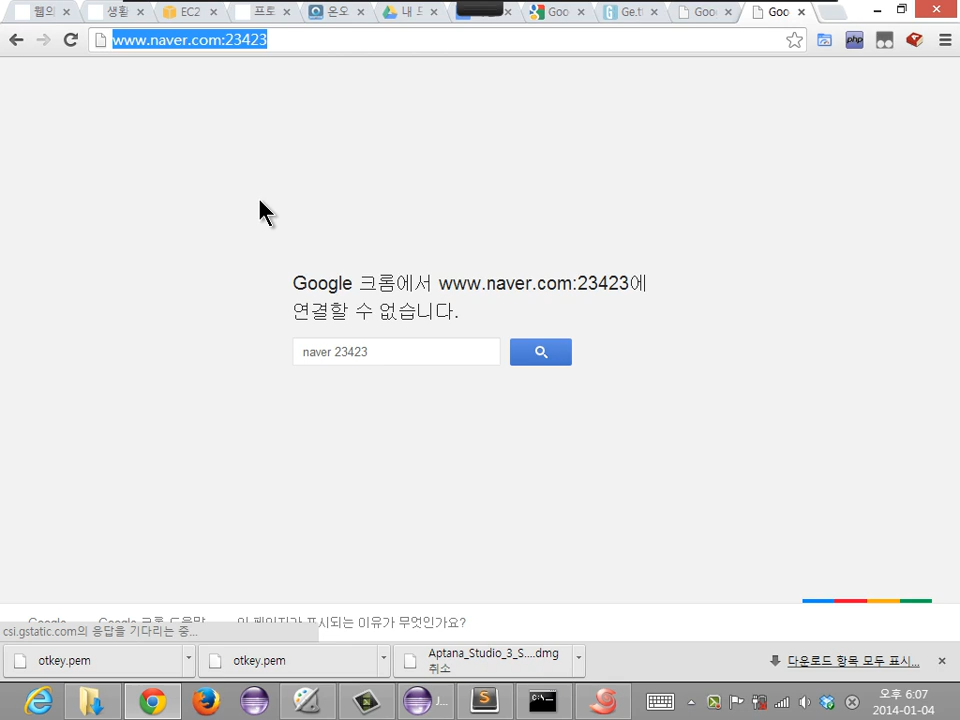 웹의
생활
EC2
프로
온오
내 드
Goo
Ge.t
Goo
Goo
www.naver.com:23423
php
Google 크롬에서 www.naver.com:23423에
연결할 수 없습니다.
naver 23423
Google
Google 크롬 도움말
이 페이지가 표시되는 이유가 무엇인가요?
csi.gstatic.com의 응답을 기다리는 중...
otkey.pem
otkey.pem
Aptana_Studio_3_S....dmg
취소
다운로드 항목 모두 표시...
J...
오후 6:07
2014-01-04